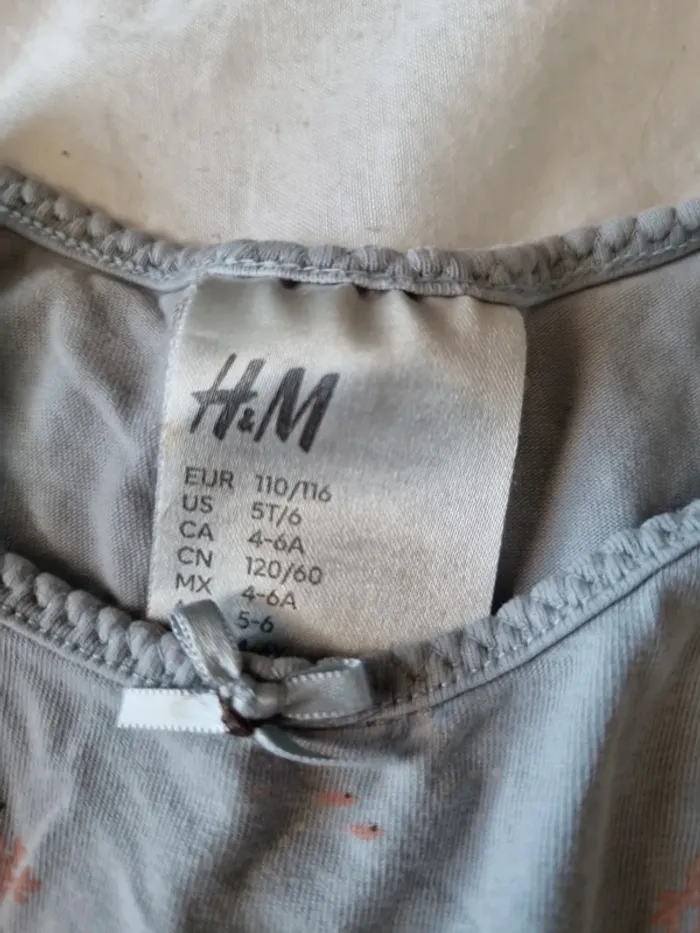 H&M
EUR 110/116
US 5T/6
CA 4-6A
CN 120/60
MX 4-6A
5-6